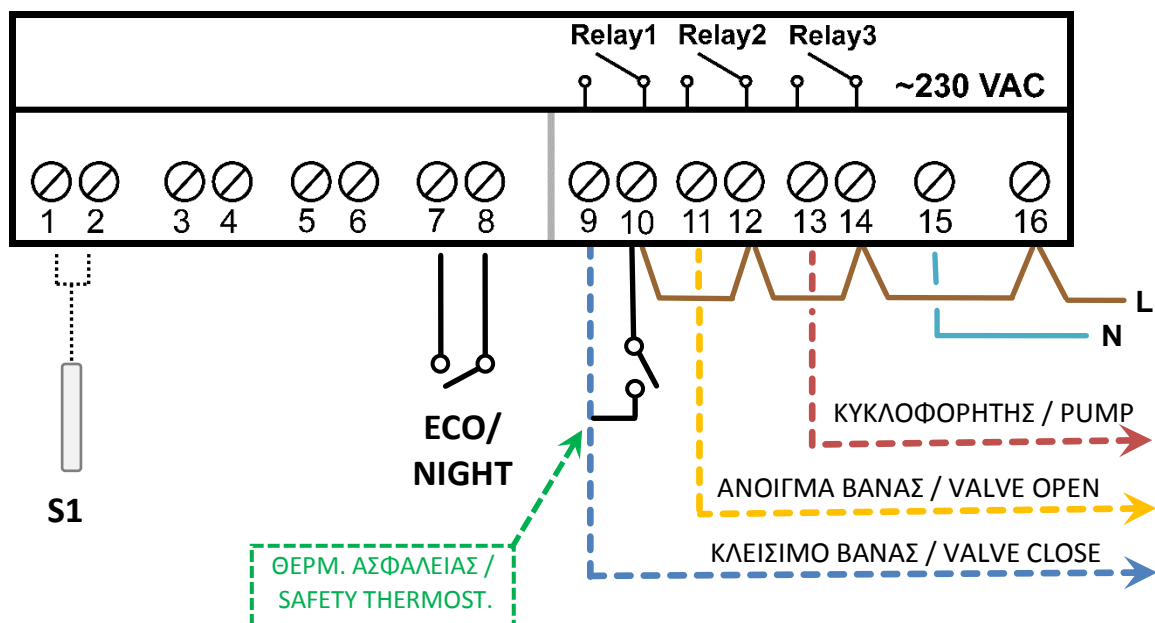 Relay1 Relay2 Relay3
~230 VAC
1 2 3 4 5 6 7 8 9 10 11 12 13 14 15 16
L
N
ECO/
NIGHT
S1
ΚΥΚΛΟΦΟΡΗΤΗΣ / PUMP
ΑΝΟΙΓΜΑ ΒΑΝΑΣ / VALVE OPEN
ΚΛΕΙΣΙΜΟ ΒΑΝΑΣ / VALVE CLOSE
ΘΕΡΜ. ΑΣΦΑΛΕΙΑΣ /
SAFETY THERMOST.